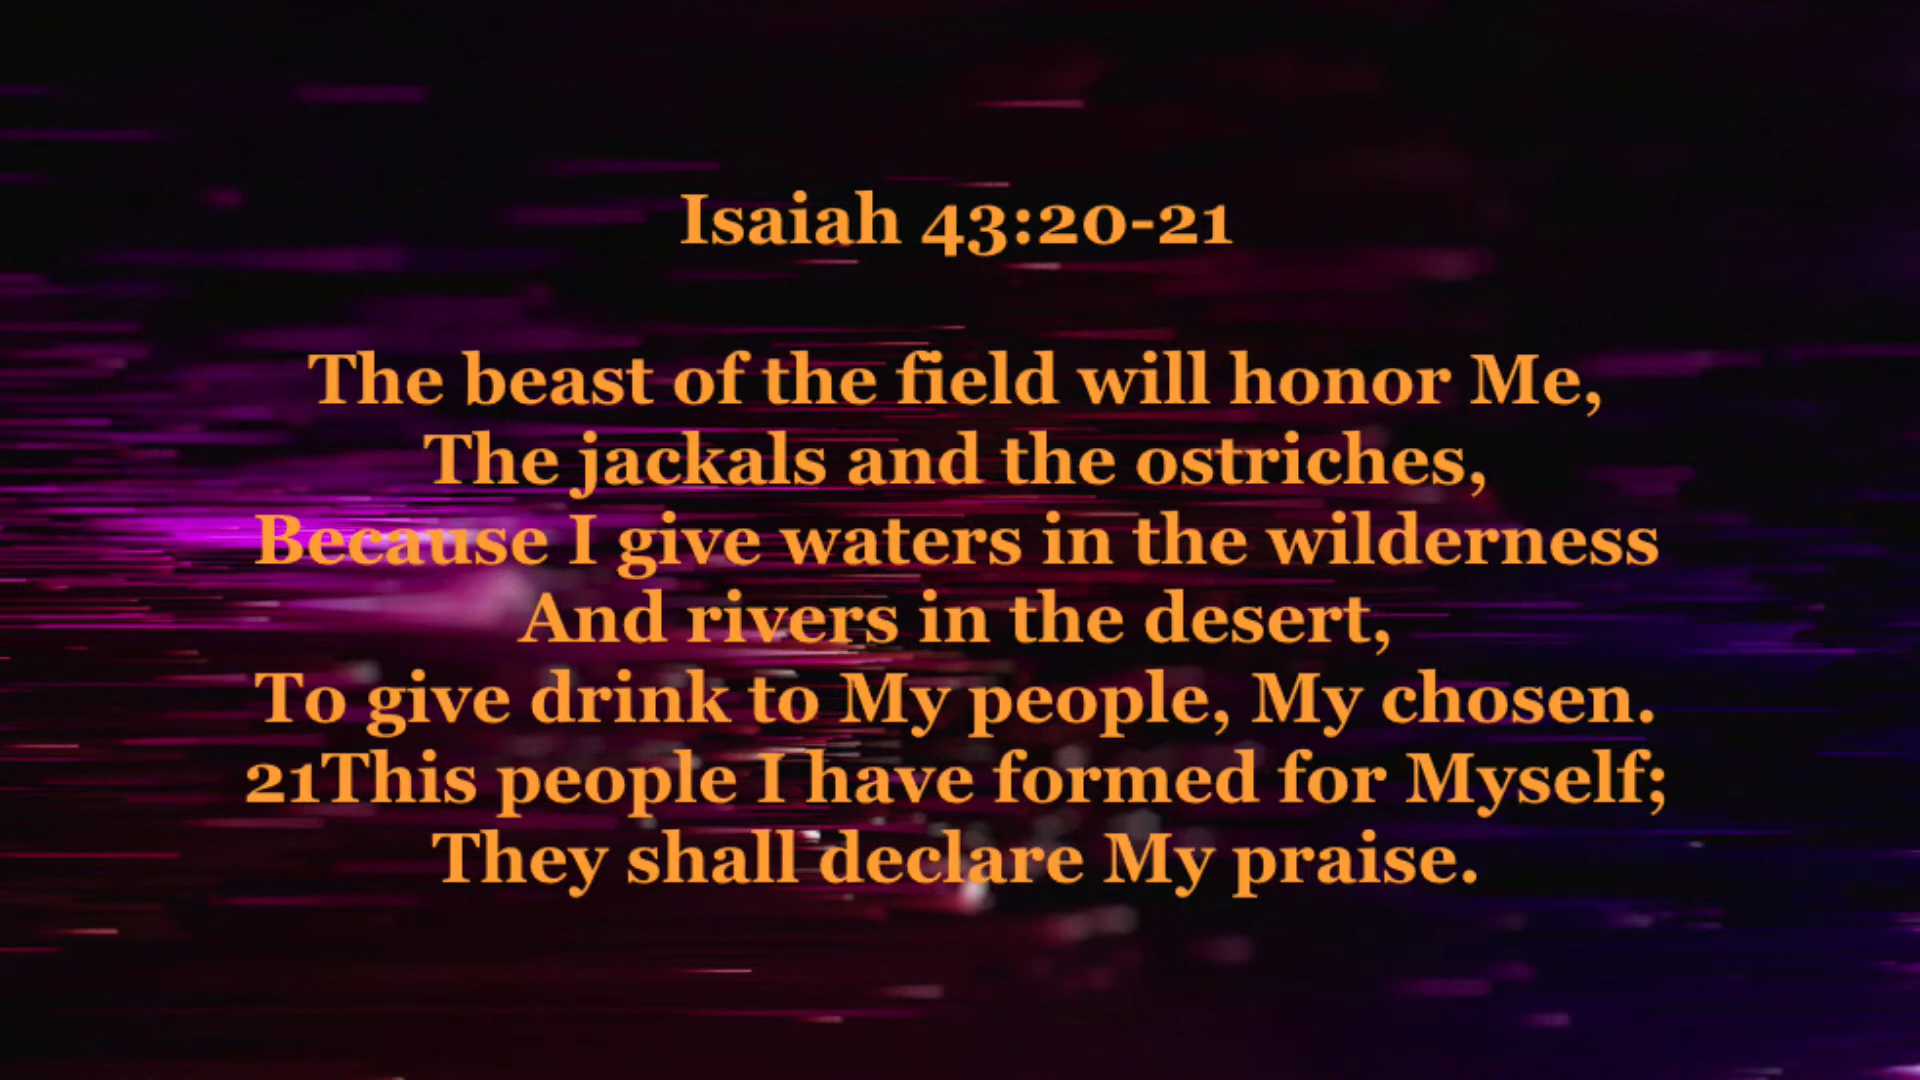 Isaiah 43:20-21
The beast of the field will honor Me,
The jackals and the ostriches,
Because I give waters in the wilderness
And rivers in the desert,
To give drink to My people, My chosen.
21This people I have formed for Myself;
They shall declare My praise.